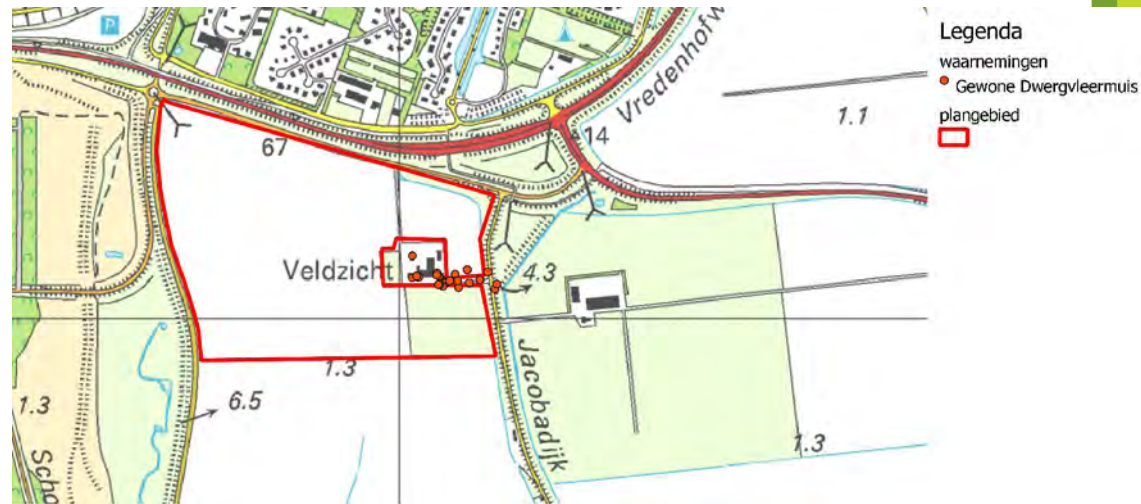 P
Vredenhofw
67
14
1.1
Veldzicht
4.3
1.3
1.3
6.5
Jacobadijk
1.3
Scho
Legenda
waarnemingen
Gewone Dwergvleermuis
plangebied